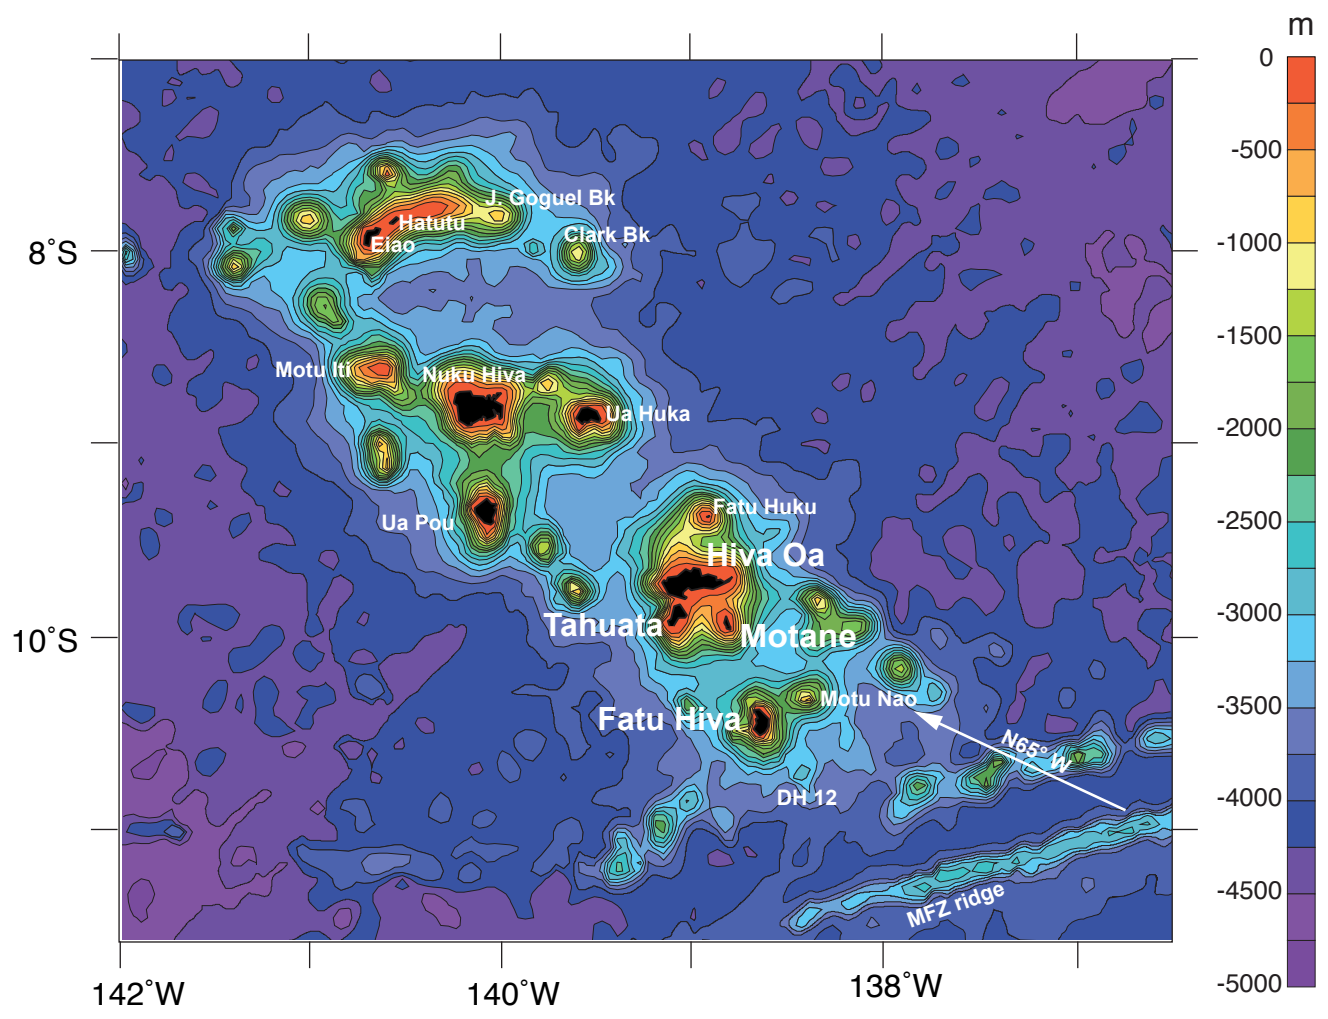 m
0
-500
-1000
-1500
-2000
-2500
-3000
-3500
-4000
-4500
-5000
8°S
10°S
142°W
140°W
138°W
J. Goguel Bk
Hatutu
Eiao
Clark Bk
Motu Iti
Nuku Hiva
Ua Huka
Ua Pou
Fatu Huku
Hiva Oa
Tahuata
Motane
Motu Nao
Fatu Hiva
N65° W
DH 12
MFZ ridge